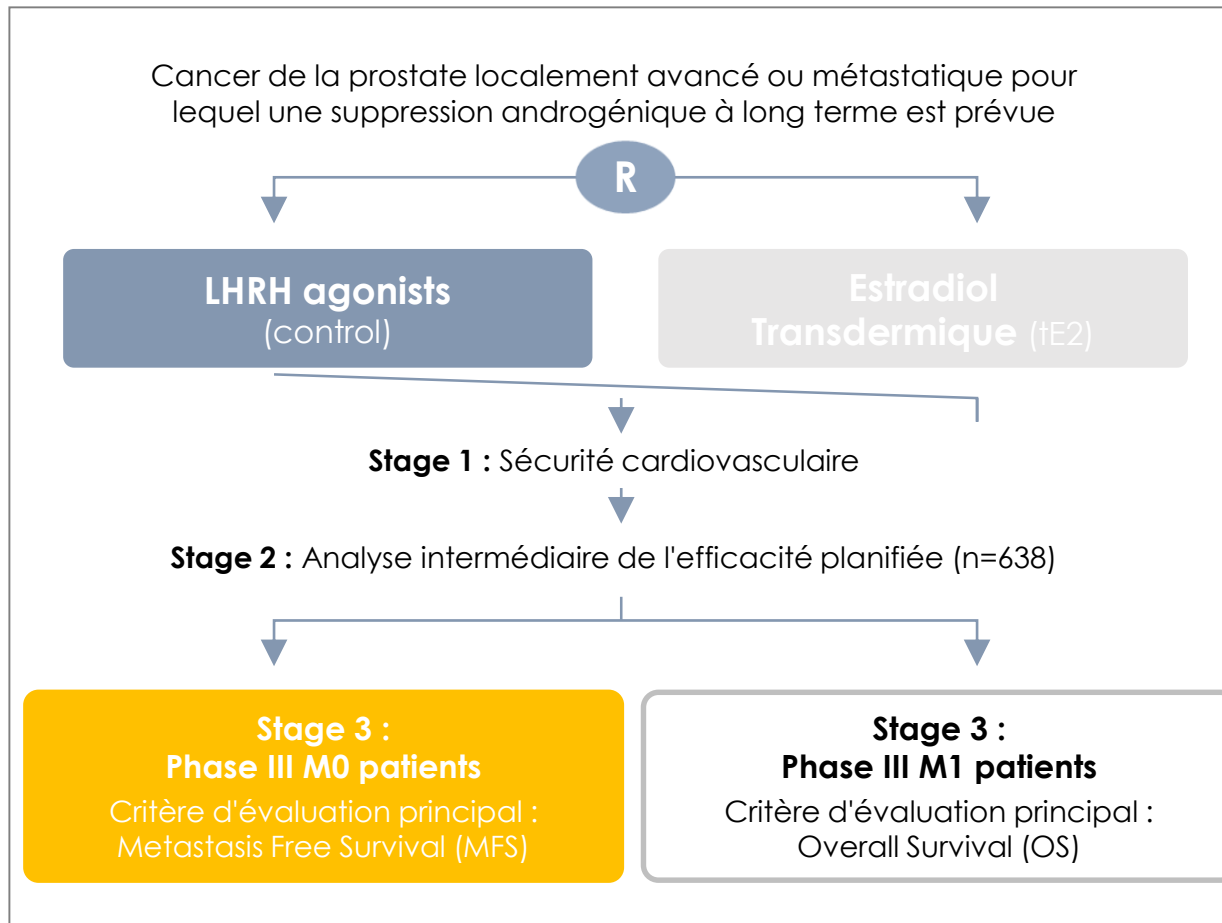 Cancer de la prostate localement avancé ou métastatique pour
lequel une suppression androgénique à long terme est prévue
R
LHRH agonists
(control)
Estradiol
Transdermique (tE2)
Stage 1 : Sécurité cardiovasculaire
Stage 2 : Analyse intermédiaire de l'efficacité planifiée (n=638)
Stage 3 :
Phase III M0 patients
Critère d'évaluation principal :
Metastasis Free Survival (MFS)
Stage 3 :
Phase III M1 patients
Critère d'évaluation principal :
Overall Survival (OS)